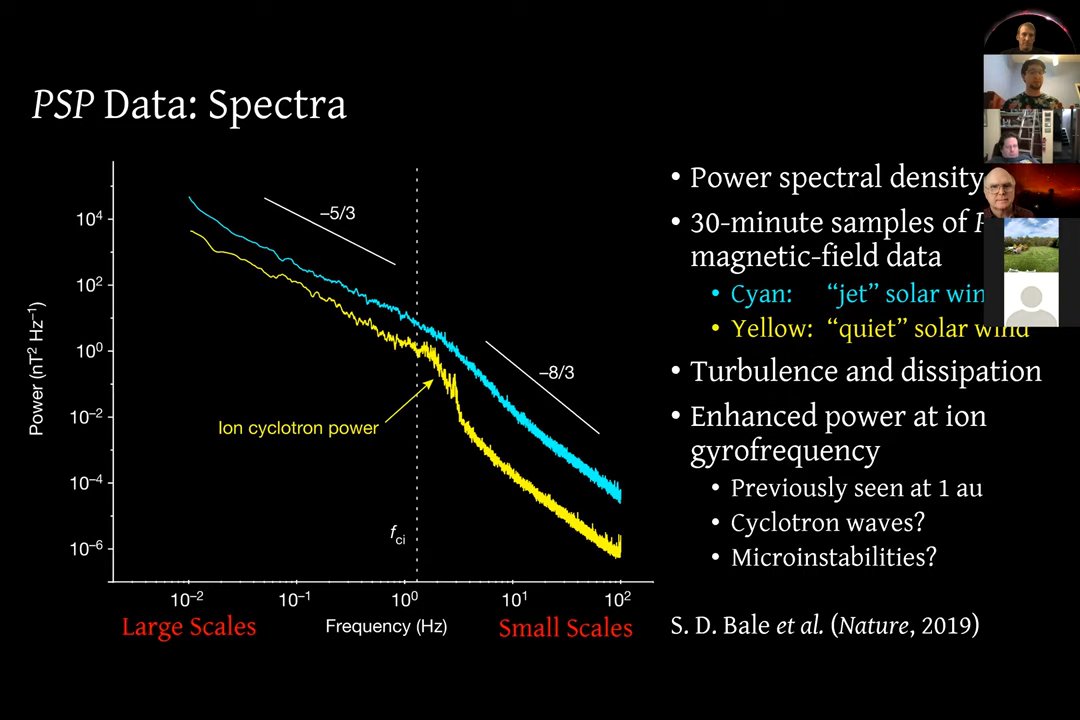 PSP Data: Spectra
10⁴
10²
10⁰
10⁻²
10⁻⁴
10⁻⁶
Power (nT² Hz⁻¹)
–5/3
–8/3
Ion cyclotron power
f_ci
10⁻²
10⁻¹
10⁰
10¹
10²
Large Scales
Frequency (Hz)
Small Scales
• Power spectral density
• 30-minute samples of
magnetic-field data
• Cyan: “jet” solar
• Yellow: “quiet” solar wind
• Turbulence and dissipation
• Enhanced power at ion
gyrofrequency
• Previously seen at 1 au
• Cyclotron waves?
• Microinstabilities?
S. D. Bale et al. (Nature, 2019)